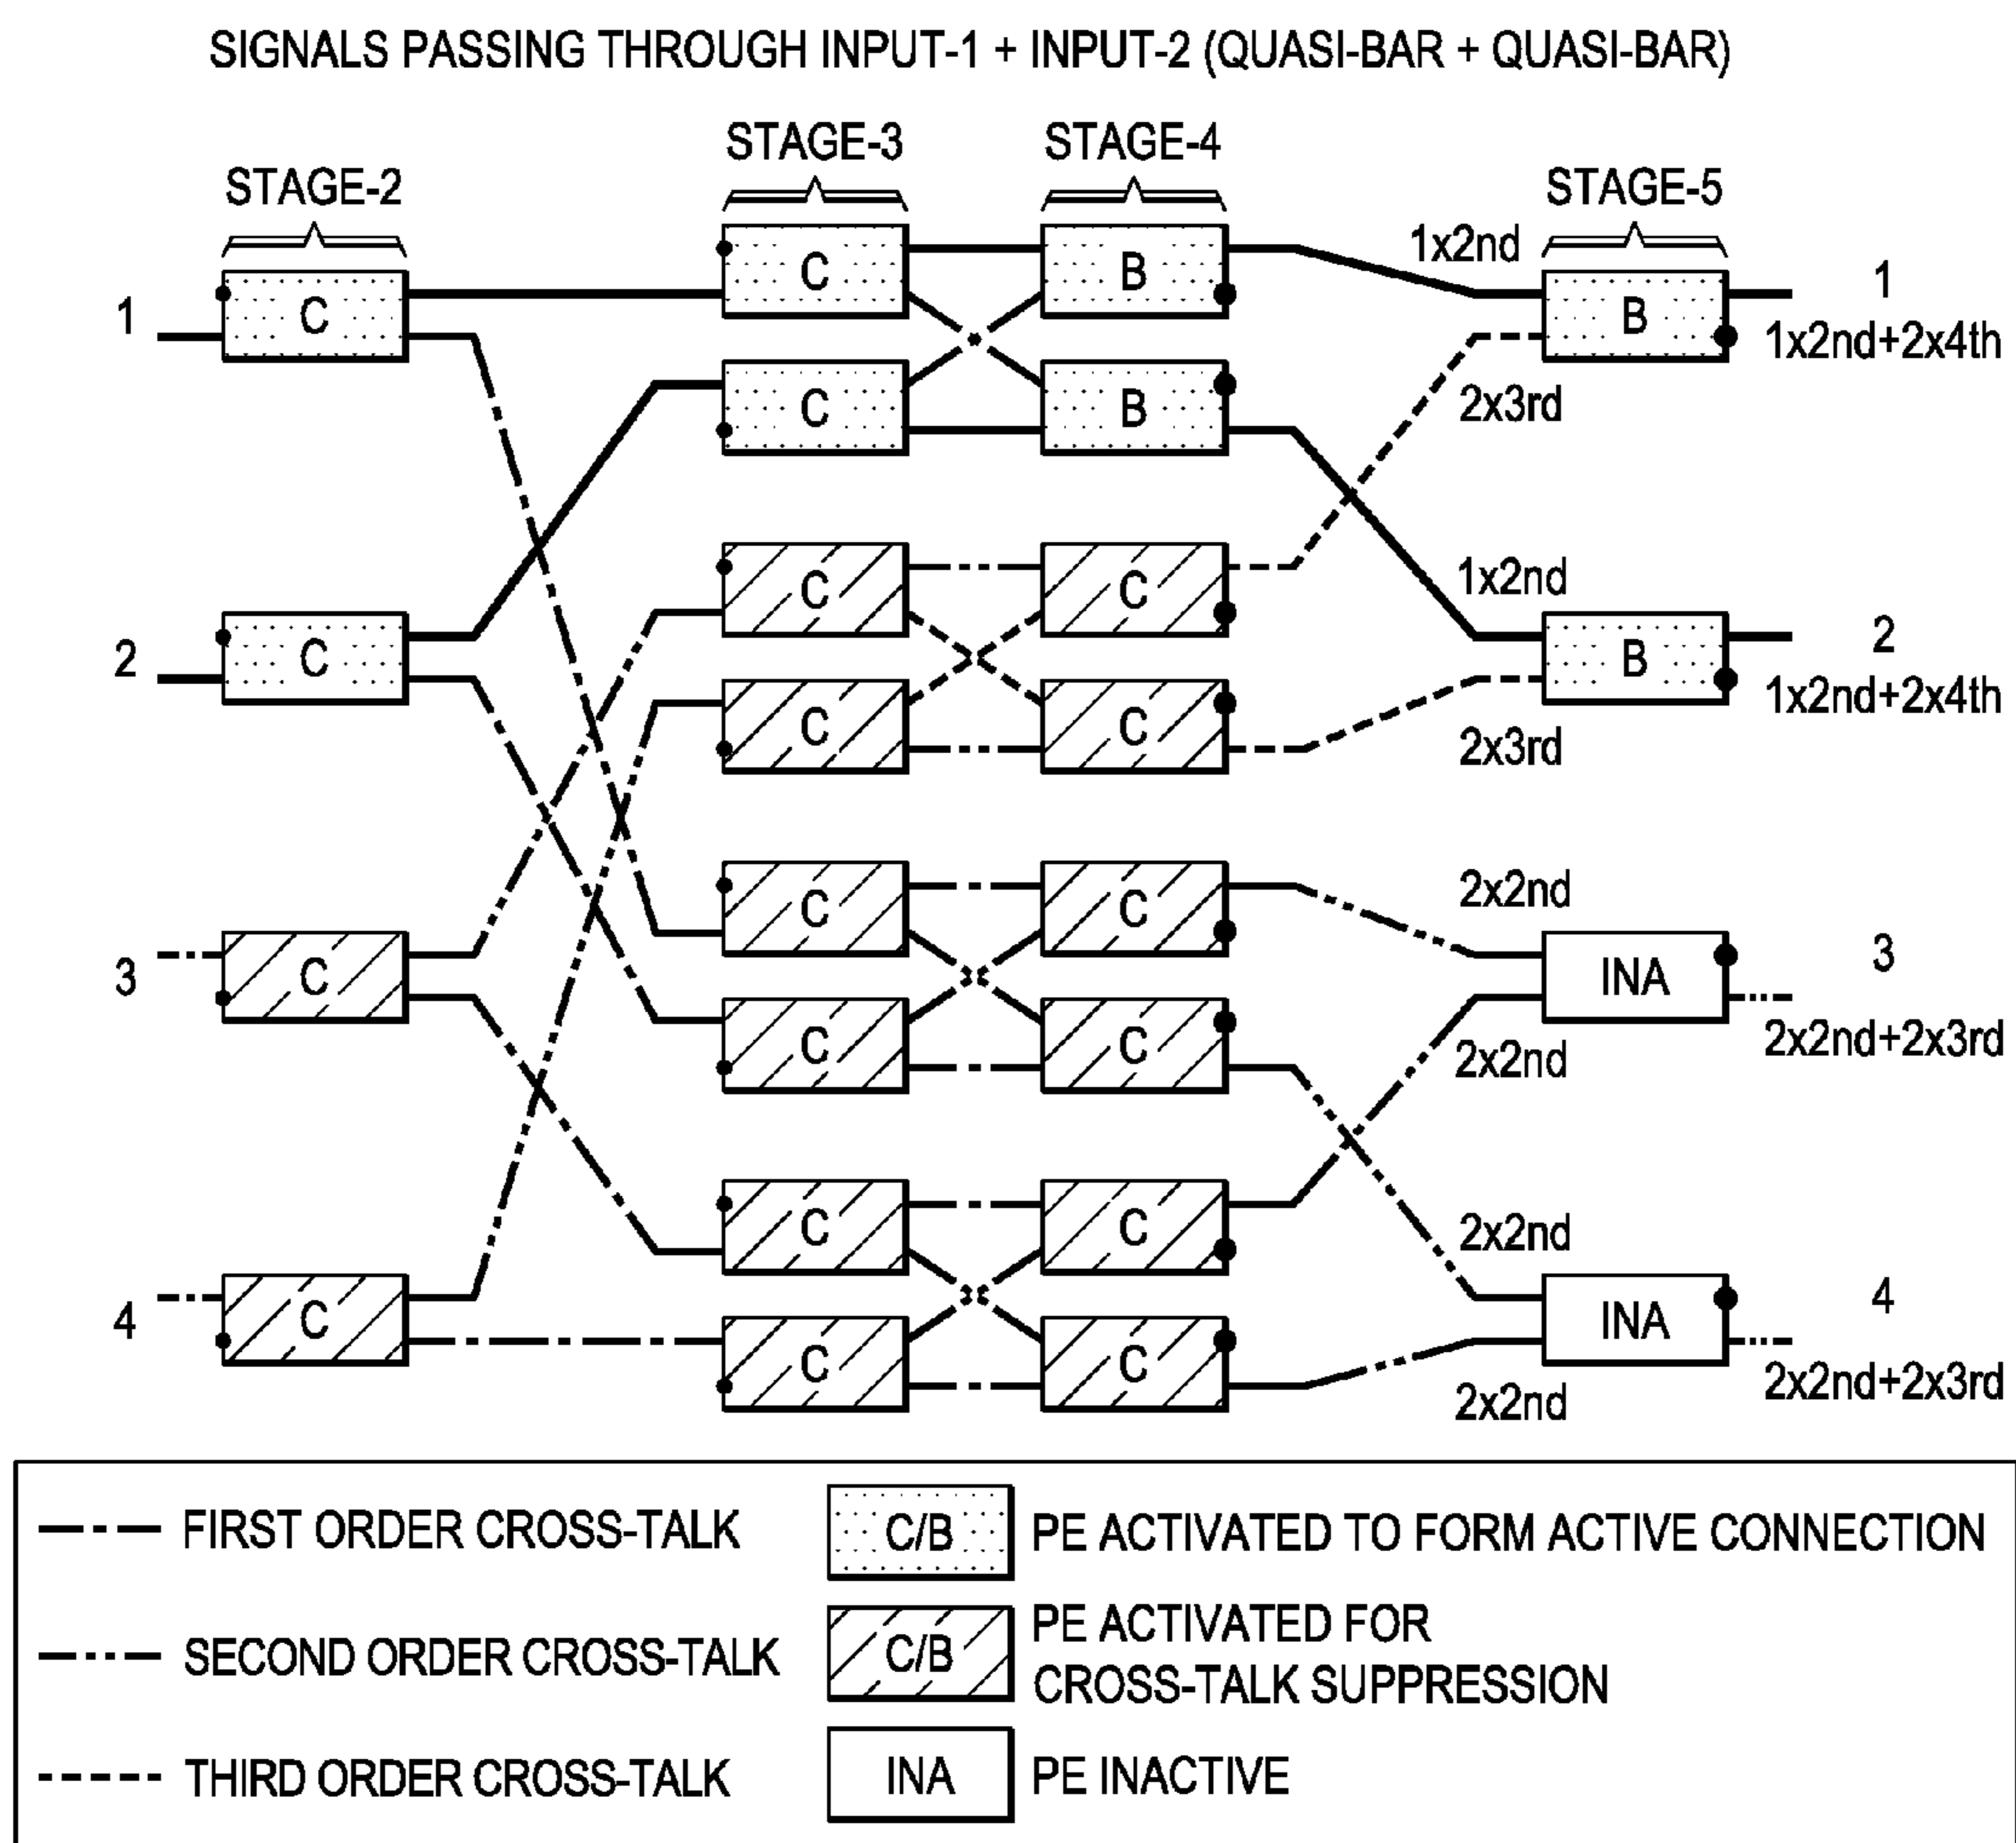 SIGNALS PASSING THROUGH INPUT-1 + INPUT-2 (QUASI-BAR + QUASI-BAR)
STAGE-3 STAGE-4
STAGE-2 STAGE-5
1x2nd
C B
1 C B 1
1x2nd+2x4th
C B
2x3rd
1x2nd
C C
2 C B 2
1x2nd+2x4th
C C
2x3rd
2x2nd
C C
3 C INA 3
2x2nd+2x3rd
C C
2x2nd
C C
2x2nd
4 C INA 4
2x2nd+2x3rd
C C
2x2nd
FIRST ORDER CROSS-TALK
C/B PE ACTIVATED TO FORM ACTIVE CONNECTION
SECOND ORDER CROSS-TALK
C/B PE ACTIVATED FOR
CROSS-TALK SUPPRESSION
THIRD ORDER CROSS-TALK
INA PE INACTIVE